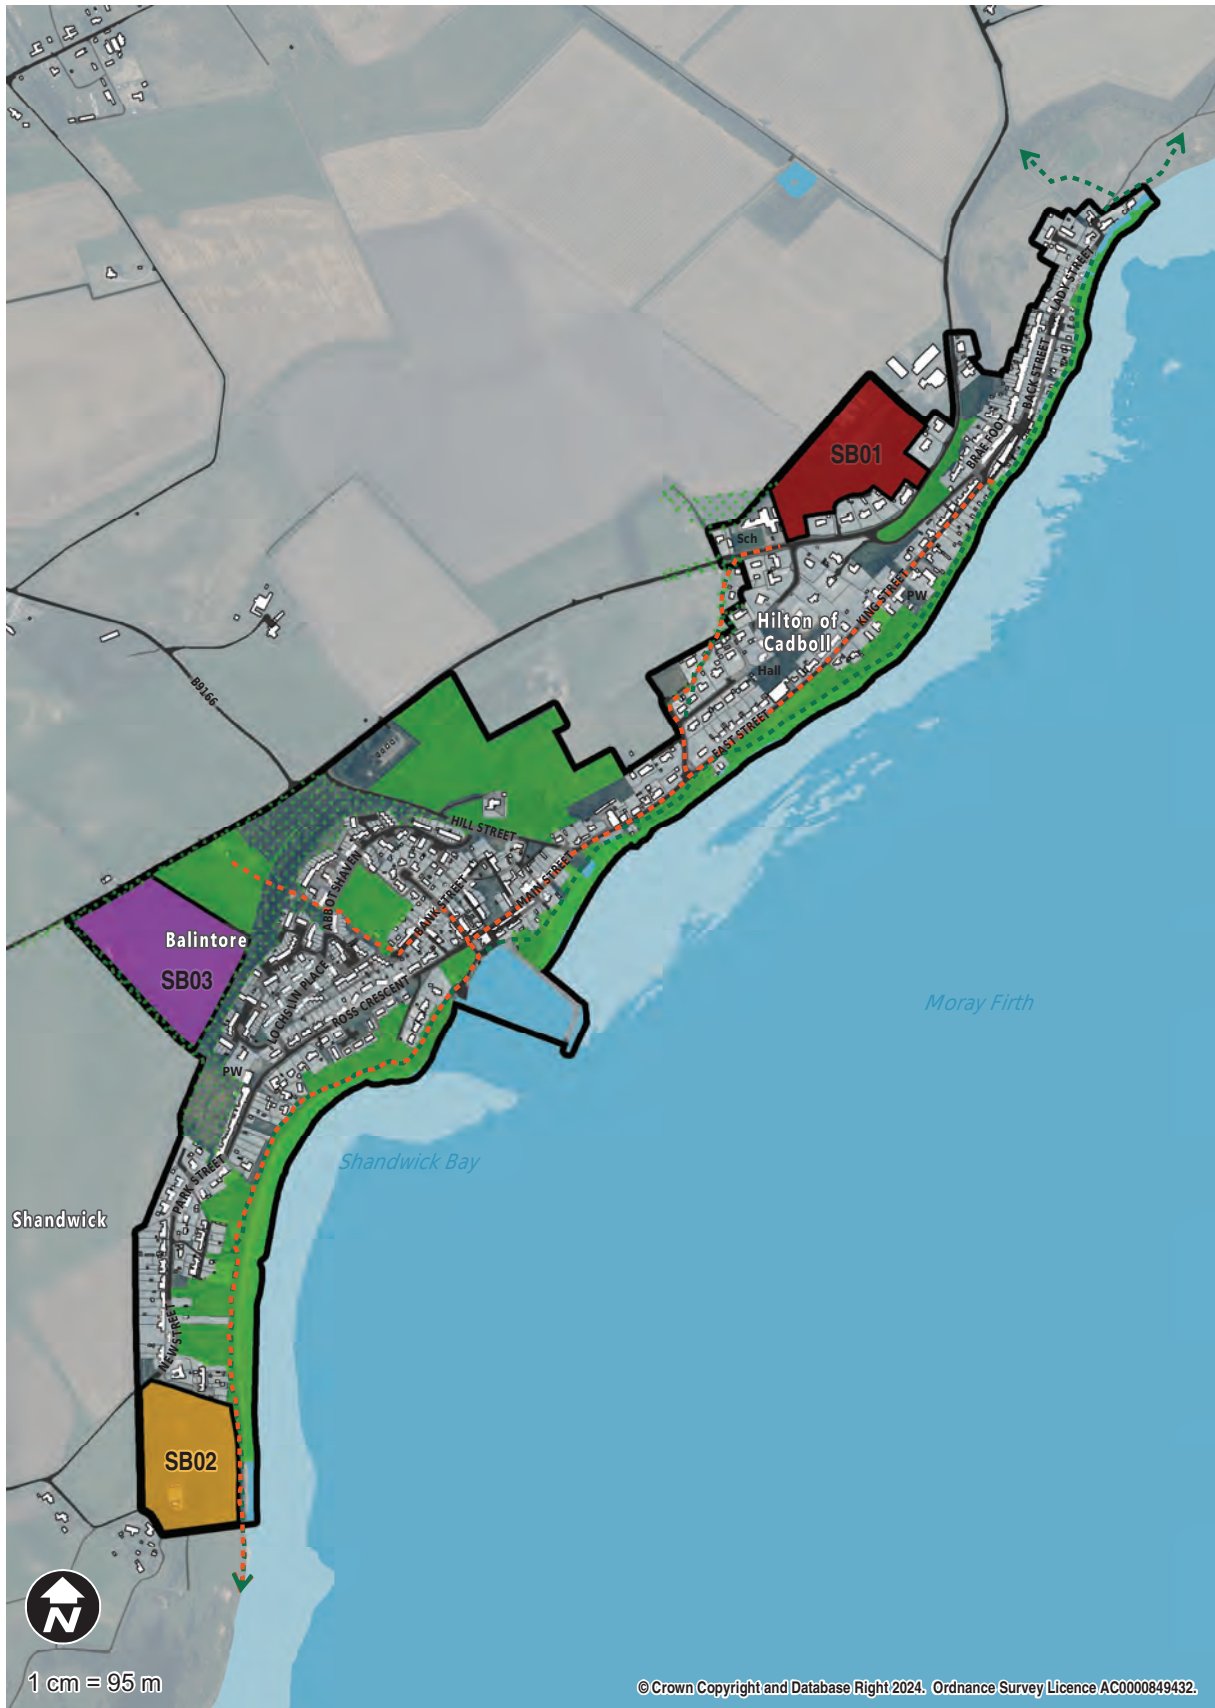 LADY STREET
BACK STREET
BRAE FOOT
SB01
Sch
KING STREET
PW
Hilton of
Cadboll
Hall
B9166
EAST STREET
HILL STREET
MAIN STREET
ABBOTSHAVEN
BANK STREET
Balintore
SB03
LOCHSLIN PLACE
ROSS CRESCENT
Moray Firth
PW
Shandwick Bay
PARK STREET
Shandwick
NEW STREET
SB02
N
1 cm = 95 m
© Crown Copyright and Database Right 2024. Ordnance Survey Licence AC0000849432.